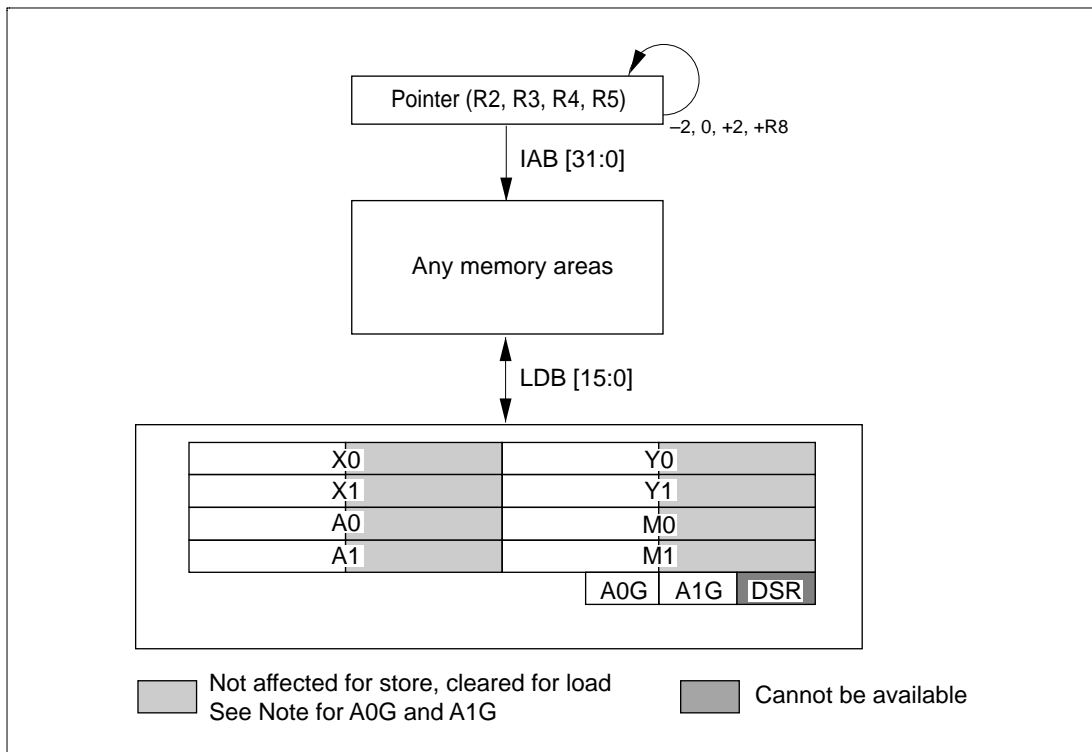 Pointer (R2, R3, R4, R5)
–2, 0, +2, +R8
IAB [31:0]
Any memory areas
LDB [15:0]
X0 Y0
X1 Y1
A0 M0
A1 M1
A0G A1G DSR
Not affected for store, cleared for load
See Note for A0G and A1G
Cannot be available